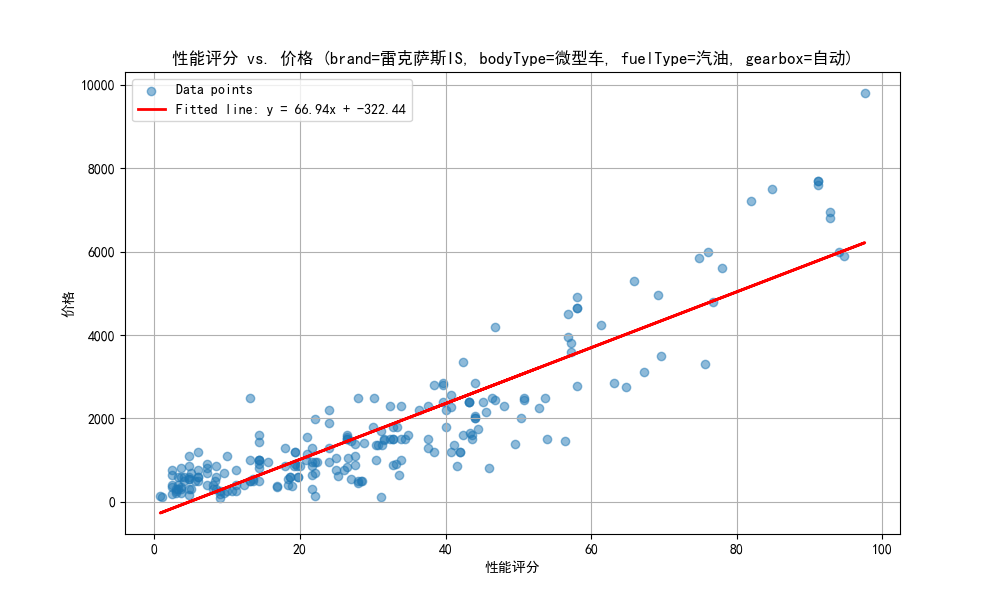 性能评分 vs. 价格 (brand=雷克萨斯IS, bodyType=微型车, fuelType=汽油, gearbox=自动)
Data points
Fitted line: y = 66.94x + -322.44
10000
8000
6000
4000
2000
0
价格
0 20 40 60 80 100
性能评分